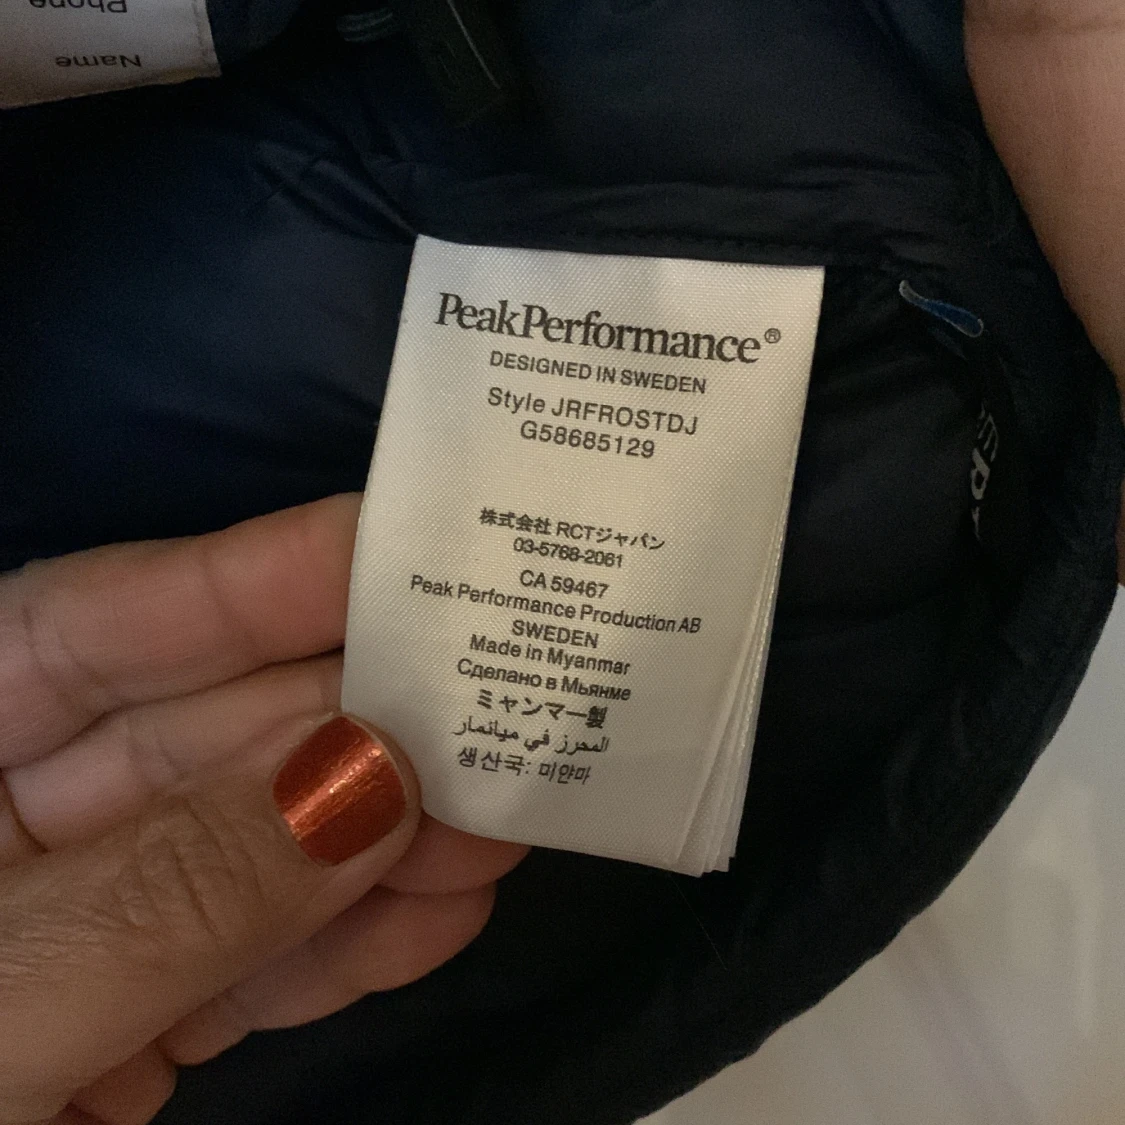 Phone
Name
PeakPerformance®
DESIGNED IN SWEDEN
Style JRFROSTDJ
G58685129
株式会社 RCTジャパン
03-5768-2061
CA 59467
Peak Performance Production AB
SWEDEN
Made in Myanmar
Сделано в Мьянме
ミャンマー製
المحرز في ميانمار
생산국: 미얀마